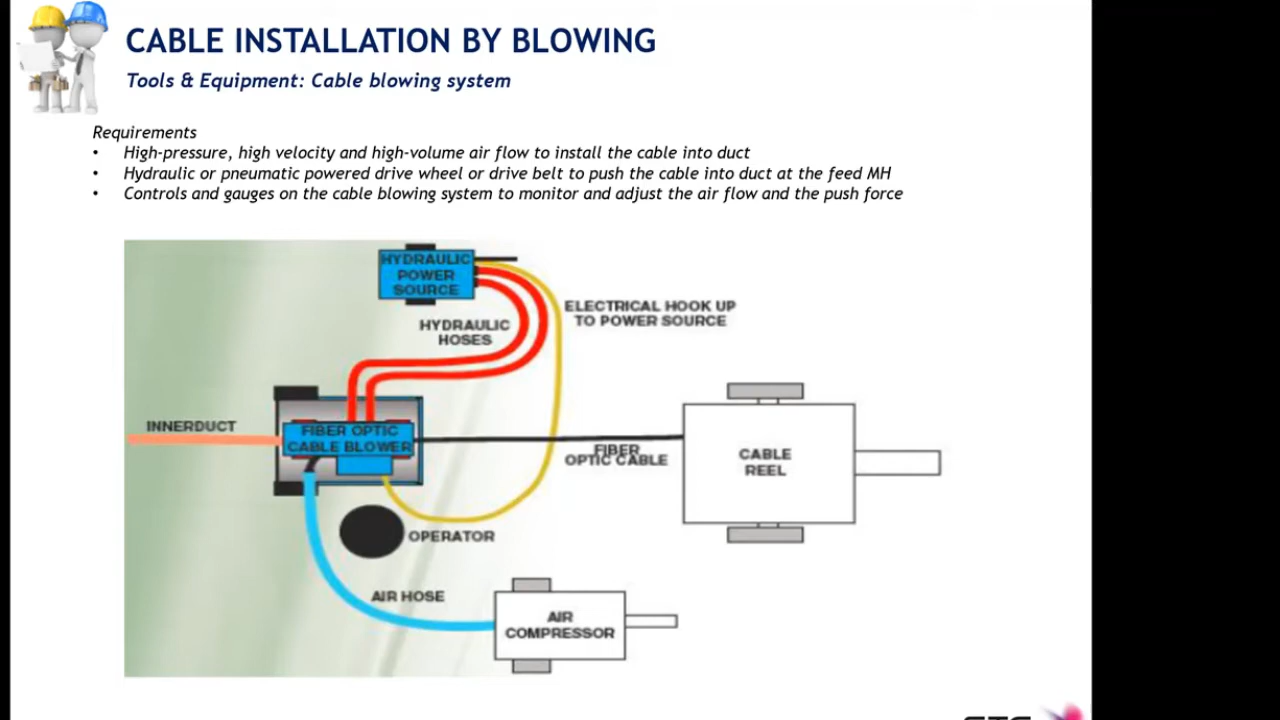 CABLE INSTALLATION BY BLOWING
Tools & Equipment: Cable blowing system
Requirements
• High-pressure, high velocity and high-volume air flow to install the cable into duct
• Hydraulic or pneumatic powered drive wheel or drive belt to push the cable into duct at the feed MH
• Controls and gauges on the cable blowing system to monitor and adjust the air flow and the push force
HYDRAULIC
POWER
SOURCE
ELECTRICAL HOOK UP
TO POWER SOURCE
HYDRAULIC
HOSES
INNERDUCT
FIBER OPTIC
CABLE BLOWER
FIBER
OPTIC CABLE
CABLE
REEL
OPERATOR
AIR HOSE
AIR
COMPRESSOR